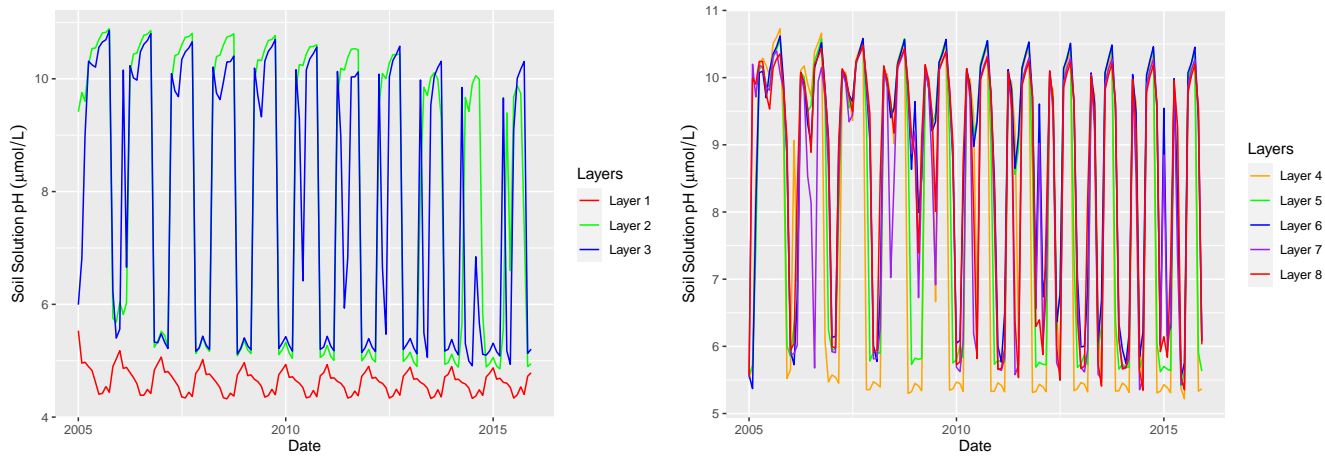 Soil Solution pH (μmol/L)
10
8
6
4
2005
2010
2015
Date
Layers
Layer 1
Layer 2
Layer 3
Soil Solution pH (μmol/L)
11
10
9
8
7
6
5
2005
2010
2015
Date
Layers
Layer 4
Layer 5
Layer 6
Layer 7
Layer 8